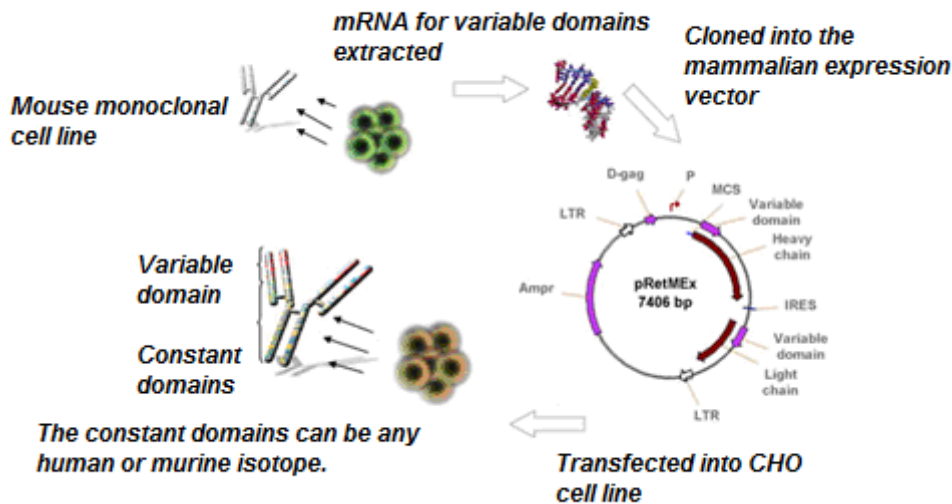 mRNA for variable domains
extracted
Cloned into the
mammalian expression
vector
Mouse monoclonal
cell line
D-gag
P
MCS
LTR
Variable
domain
Heavy
chain
Ampr
pRetMEx
7406 bp
IRES
Variable
domain
Light
chain
LTR
Variable
domain
Constant
domains
The constant domains can be any
human or murine isotope.
Transfected into CHO
cell line